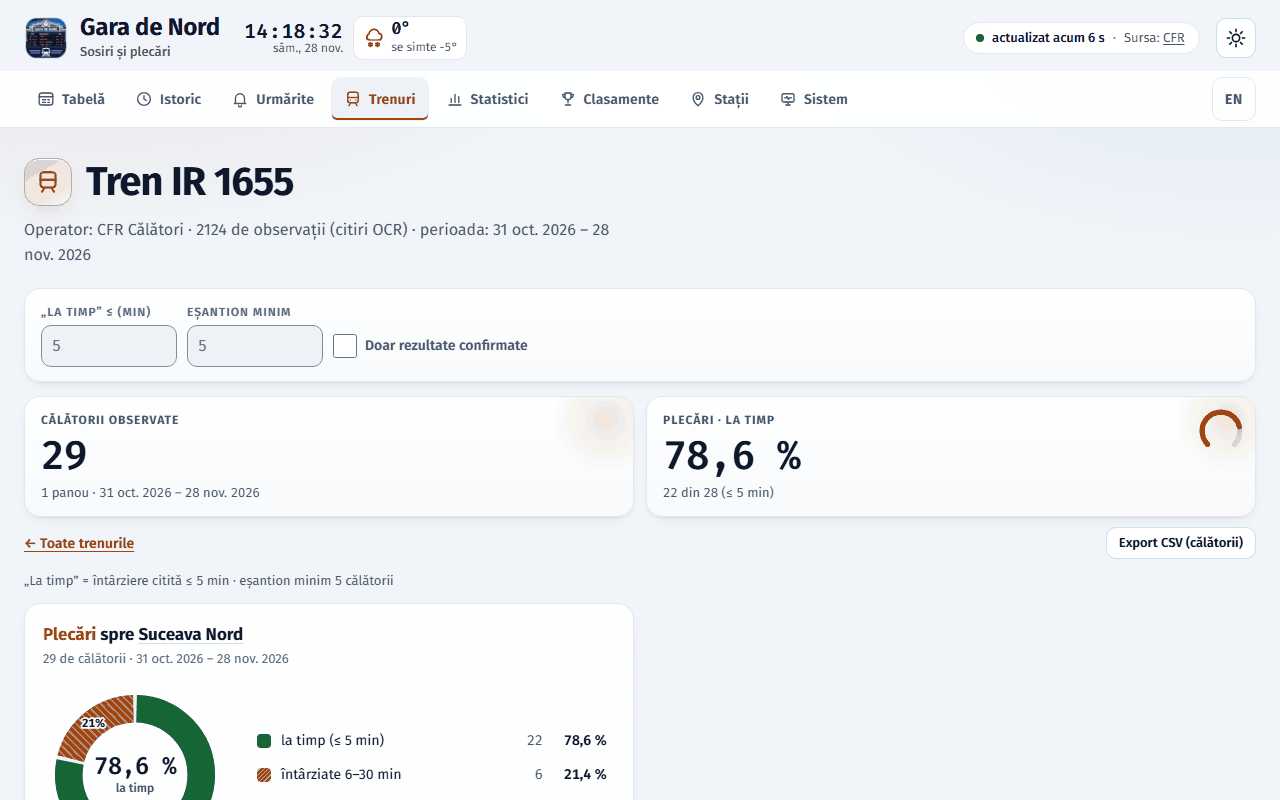 Gara de Nord
Sosiri și plecări
14:18:32
sâm., 28 nov.
0°
se simte -5°
actualizat acum 6 s · Sursa: CFR
Tabelă
Istoric
Urmărite
Trenuri
Statistici
Clasamente
Stații
Sistem
EN
Tren IR 1655
Operator: CFR Călători · 2124 de observații (citiri OCR) · perioada: 31 oct. 2026 – 28
nov. 2026
„LA TIMP” ≤ (MIN)
EȘANTION MINIM
5
5
Doar rezultate confirmate
CĂLĂTORII OBSERVATE
29
1 panou · 31 oct. 2026 – 28 nov. 2026
PLECĂRI · LA TIMP
78,6 %
22 din 28 (≤ 5 min)
← Toate trenurile
Export CSV (călătorii)
„La timp” = întârziere citită ≤ 5 min · eșantion minim 5 călătorii
Plecări spre Suceava Nord
29 de călătorii · 31 oct. 2026 – 28 nov. 2026
21%
78,6 %
la timp
la timp (≤ 5 min) 22 78,6 %
întârziate 6–30 min 6 21,4 %